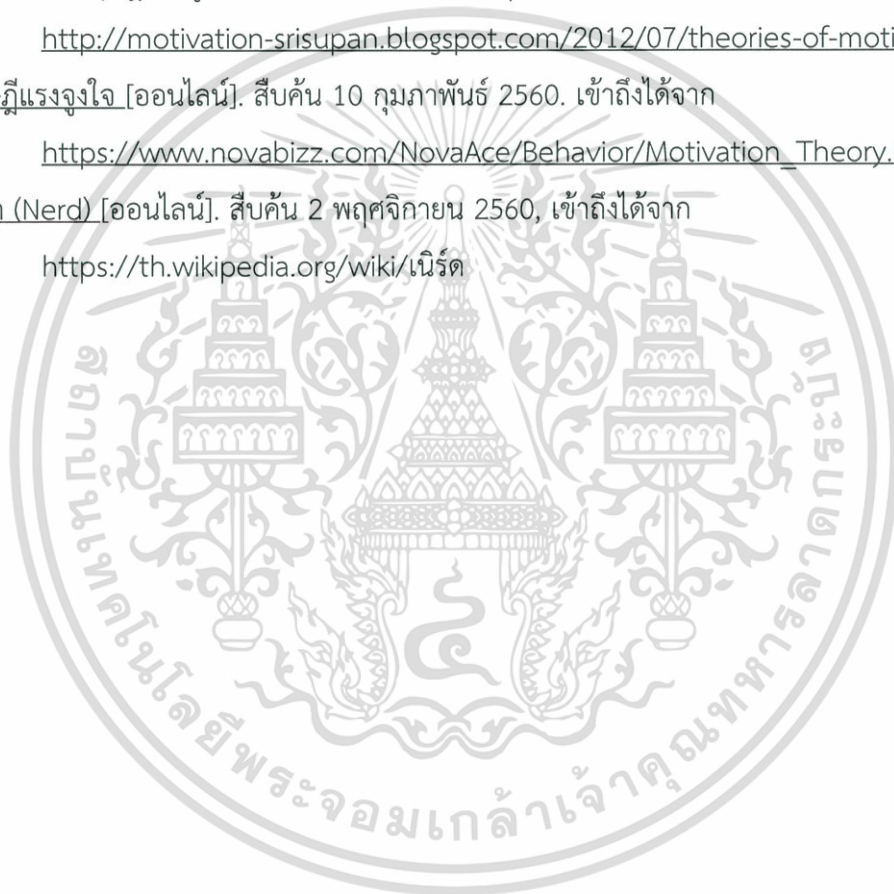 http://motivation-srisupan.blogspot.com/2012/07/theories-of-moti
ฎีแรงจูงใจ [ออนไลน์]. สืบค้น 10 กุมภาพันธ์ 2560. เข้าถึงได้จาก
https://www.novabizz.com/NovaAce/Behavior/Motivation_Theory.
(Nerd) [ออนไลน์]. สืบค้น 2 พฤศจิกายน 2560, เข้าถึงได้จาก
https://th.wikipedia.org/wiki/เนิร์ด
สถาบันเทคโนโลยีพระจอมเกล้าเจ้าคุณทหารลาดกระบัง